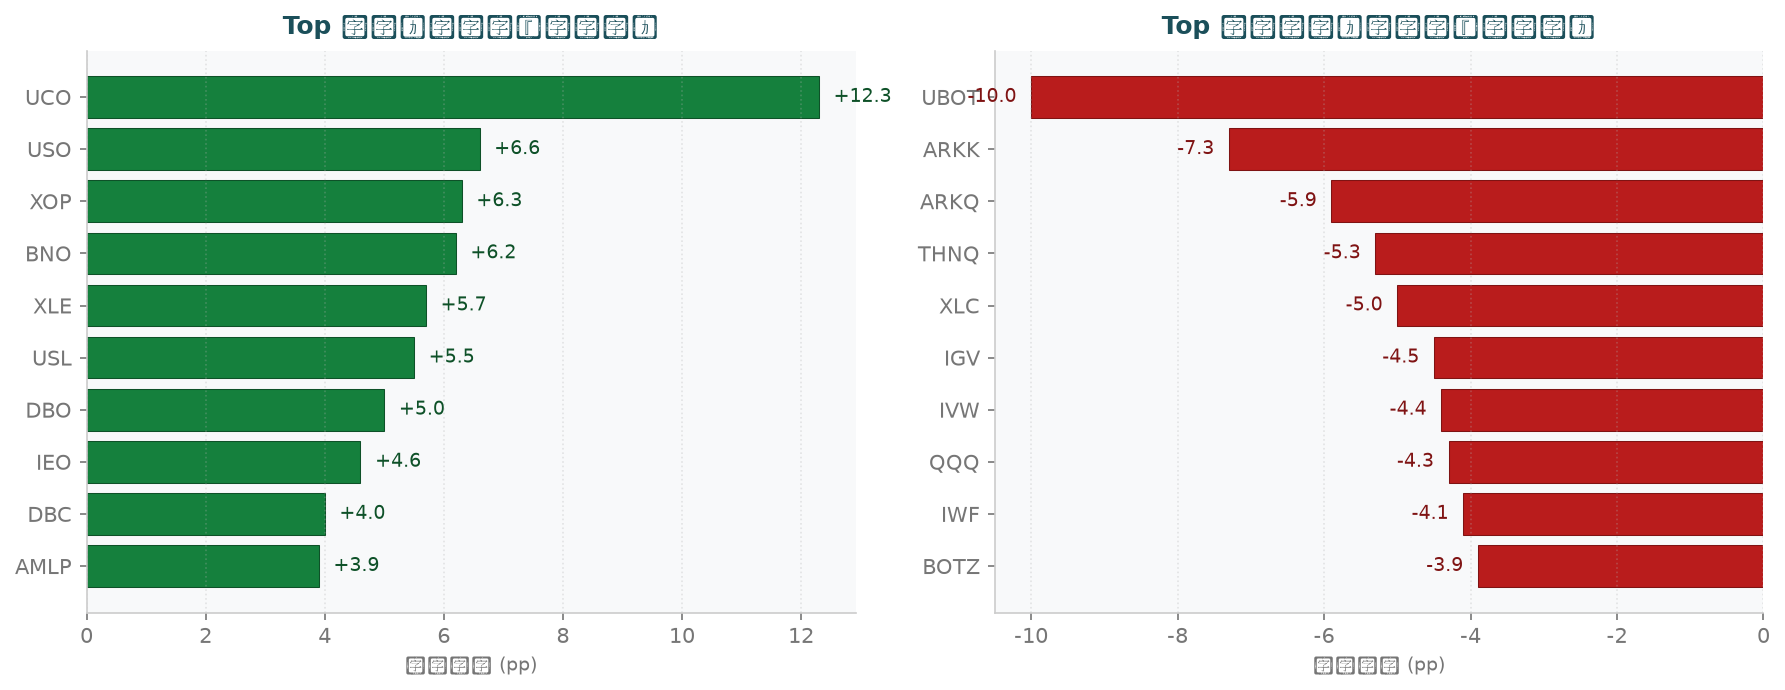 Top
UCO
+12.3
USO
+6.6
XOP
+6.3
BNO
+6.2
XLE
+5.7
USL
+5.5
DBO
+5.0
IEO
+4.6
DBC
+4.0
AMLP
+3.9
0 2 4 6 8 10 12
(pp)
Top
UBOT
-10.0
ARKK
-7.3
ARKQ
-5.9
THNQ
-5.3
XLC
-5.0
IGV
-4.5
IVW
-4.4
QQQ
-4.3
IWF
-4.1
BOTZ
-3.9
-10 -8 -6 -4 -2 0
(pp)